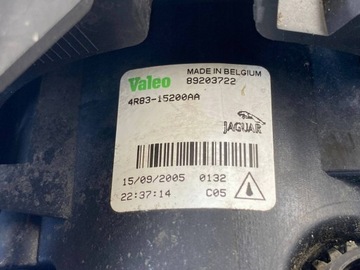 Valeo
MADE IN BELGIUM
89203722
4R83-15200AA
JAGUAR
15/09/2005 0132
22:37:14 C05